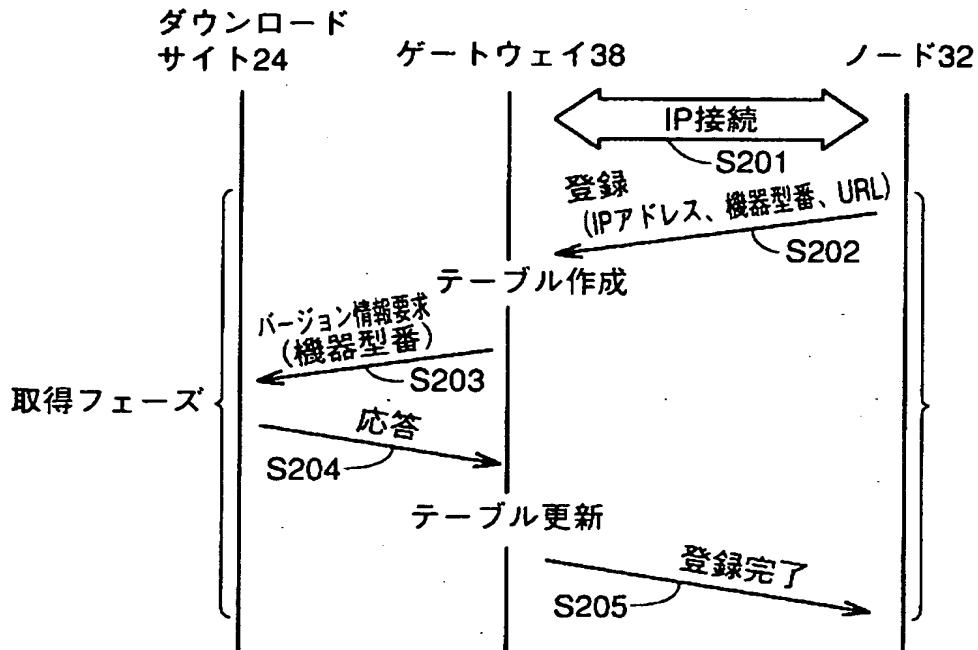 ダウンロード
サイト24
ゲートウェイ38
ノード32
IP接続
S201
登録
(IPアドレス、機器型番、URL)
S202
テーブル作成
バージョン情報要求
(機器型番)
S203
取得フェーズ
応答
S204
テーブル更新
登録完了
S205